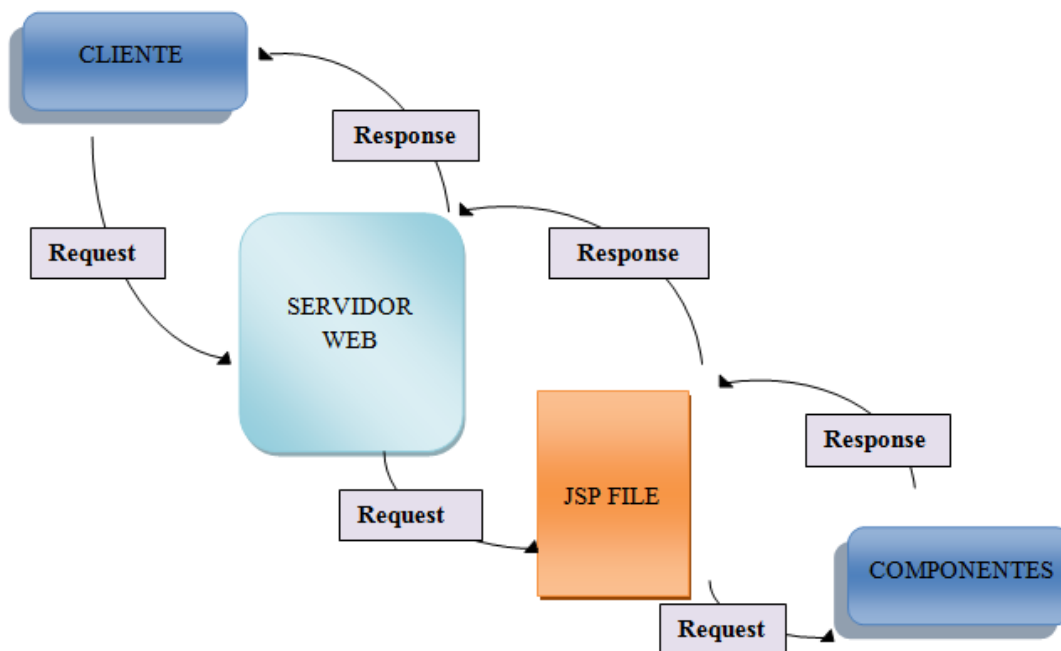 CLIENTE
Response
Request
Response
SERVIDOR
WEB
Response
JSP FILE
Request
COMPONENTES
Request